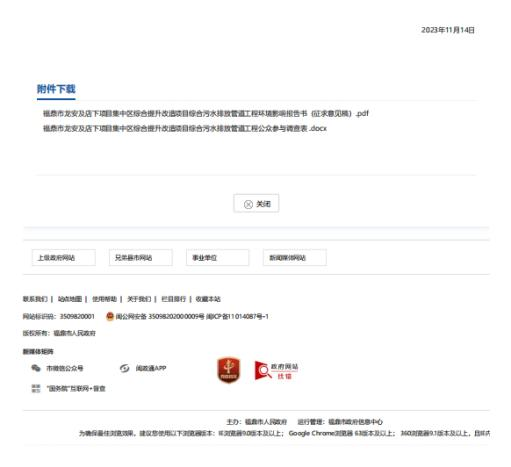 2023年11月14日
附件下载
福鼎市龙安及店下项目集中区综合提升改造项目综合污水排放管道工程环境影响报告书（征求意见稿）.pdf
福鼎市龙安及店下项目集中区综合提升改造项目综合污水排放管道工程公众参与调查表.docx
关闭
上级政府网站 兄弟县市网站 事业单位 新闻媒体网站
联系我们 | 站点地图 | 使用帮助 | 关于我们 | 栏目排行 | 收藏本站
网站标识码：3509820001 闽公网安备 35098202000009号 闽ICP备11014087号-1
版权所有：福鼎市人民政府
新媒体矩阵
市微信公众号 闽政通APP 政府网站
找错
"国务院"互联网+督查
主办：福鼎市人民政府 运行管理：福鼎市政府信息中心
为确保最佳浏览效果，建议您使用以下浏览器版本：IE浏览器9.0版本及以上； Google Chrome浏览器 63版本及以上； 360浏览器9.1版本及以上，且IE内